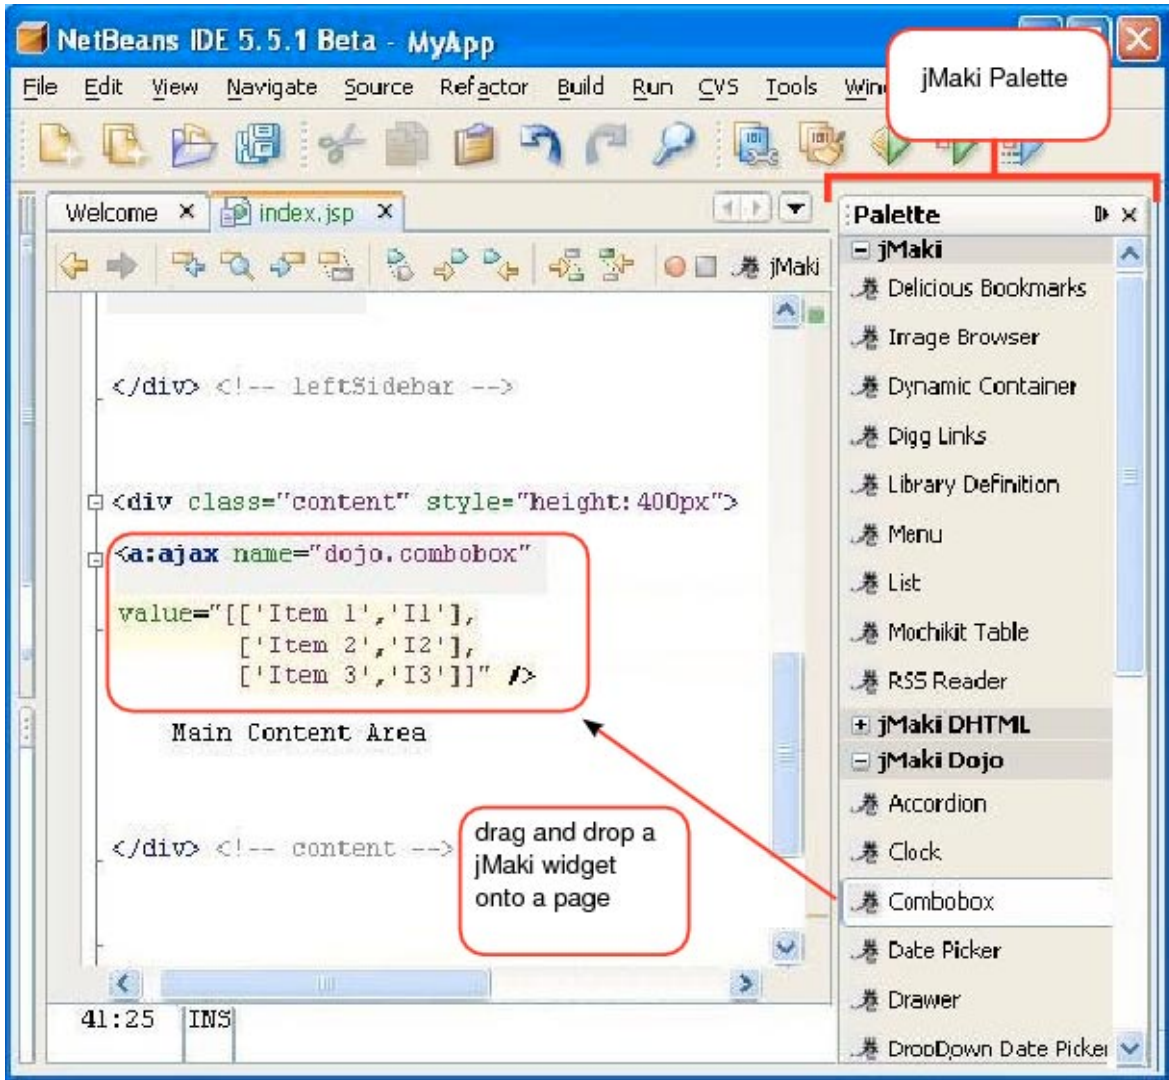 NetBeans IDE 5.5.1 Beta - MyApp
File Edit View Navigate Source Refactor Build Run CVS Tools
jMaki Palette
Welcome index.jsp
jMaki
Palette
jMaki
Delicious Bookmarks
Image Browser
Dynamic Container
Digg Links
Library Definition
Menu
List
Mochikit Table
RSS Reader
jMaki DHTML
jMaki Dojo
Accordion
Clock
Combobox
Date Picker
Drawer
DropDown Date Picker
</div> <!-- leftSidebar -->
<div class="content" style="height:400px">
<a:ajax name="dojo.combobox"
value="[['Item 1','I1'],
['Item 2','I2'],
['Item 3','I3']]" />
Main Content Area
</div> <!-- content -->
drag and drop a
jMaki widget
onto a page
41:25 INS